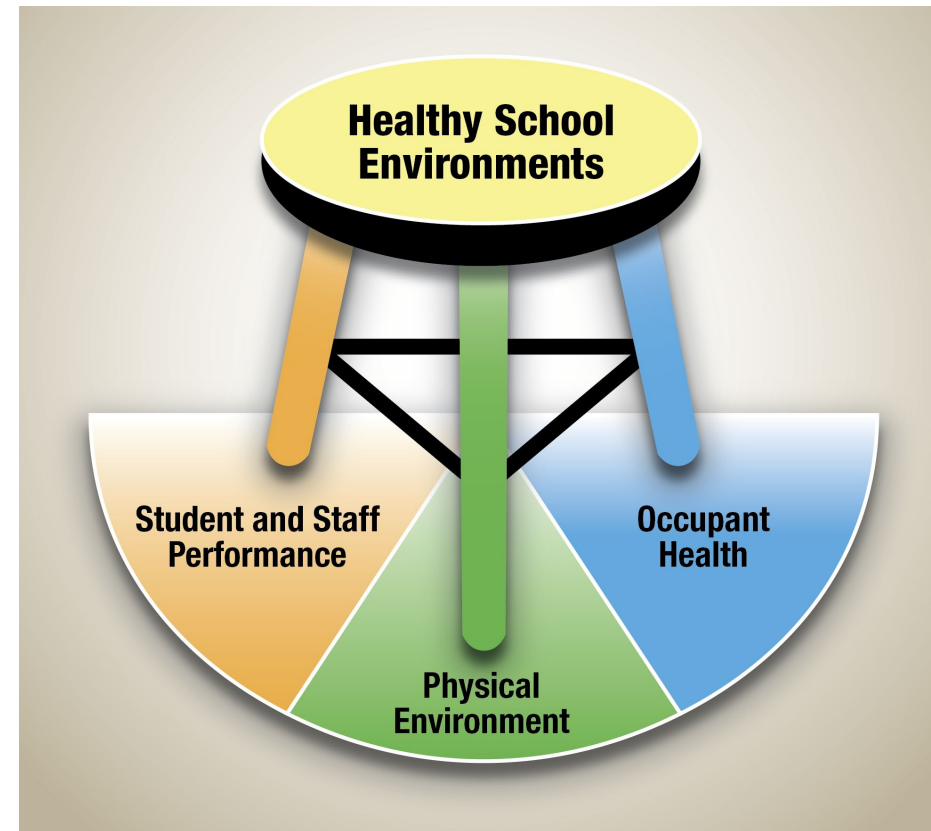 Healthy School
Environments
Student and Staff
Performance
Occupant
Health
Physical
Environment